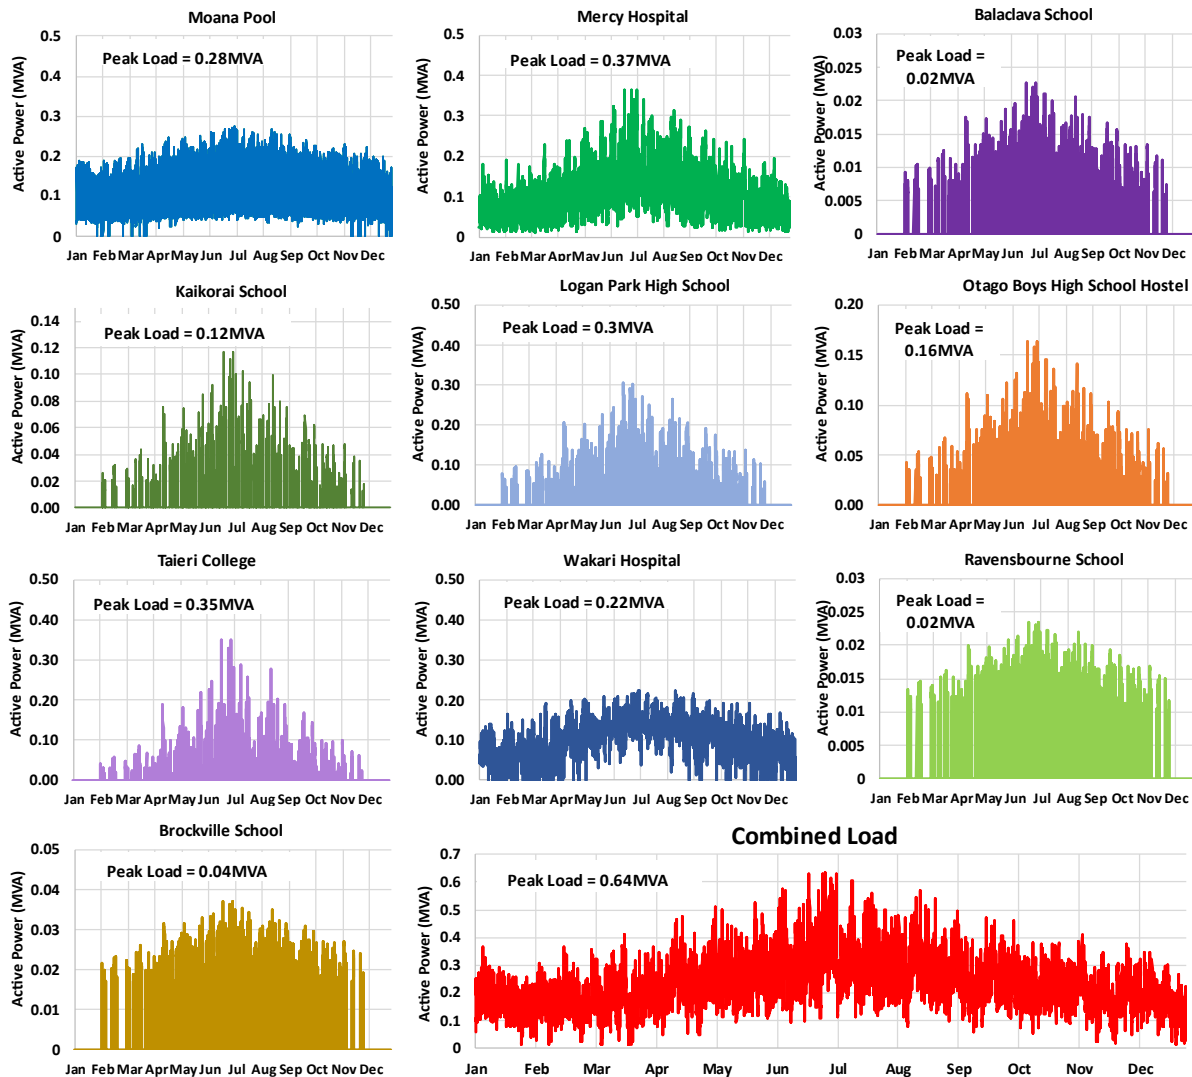 Moana Pool
Active Power (MVA)
0.5
0.4
0.3
0.2
0.1
0
Peak Load = 0.28MVA
Jan Feb Mar Apr May Jun Jul Aug Sep Oct Nov Dec
Mercy Hospital
Active Power (MVA)
0.5
0.4
0.3
0.2
0.1
0
Peak Load = 0.37MVA
Jan Feb Mar Apr May Jun Jul Aug Sep Oct Nov Dec
Balaclava School
Active Power (MVA)
0.03
0.025
0.02
0.015
0.01
0.005
0
Peak Load =
0.02MVA
Jan Feb Mar Apr May Jun Jul Aug Sep Oct Nov Dec
Kaikorai School
Active Power (MVA)
0.14
0.12
0.10
0.08
0.06
0.04
0.02
0.00
Peak Load = 0.12MVA
Jan Feb Mar Apr May Jun Jul Aug Sep Oct Nov Dec
Logan Park High School
Active Power (MVA)
0.50
0.40
0.30
0.20
0.10
0.00
Peak Load = 0.3MVA
Jan Feb Mar Apr May Jun Jul Aug Sep Oct Nov Dec
Otago Boys High School Hostel
Active Power (MVA)
0.20
0.15
0.10
0.05
0.00
Peak Load =
0.16MVA
Jan Feb Mar Apr May Jun Jul Aug Sep Oct Nov Dec
Taieri College
Active Power (MVA)
0.50
0.40
0.30
0.20
0.10
0.00
Peak Load = 0.35MVA
Jan Feb Mar Apr May Jun Jul Aug Sep Oct Nov Dec
Wakari Hospital
Active Power (MVA)
0.50
0.40
0.30
0.20
0.10
0.00
Peak Load = 0.22MVA
Jan Feb Mar Apr May Jun Jul Aug Sep Oct Nov Dec
Ravensbourne School
Active Power (MVA)
0.03
0.025
0.02
0.015
0.01
0.005
0
Peak Load =
0.02MVA
Jan Feb Mar Apr May Jun Jul Aug Sep Oct Nov Dec
Brockville School
Active Power (MVA)
0.05
0.04
0.03
0.02
0.01
0
Peak Load = 0.04MVA
Jan Feb Mar Apr May Jun Jul Aug Sep Oct Nov Dec
Combined Load
Active Power (MVA)
0.7
0.6
0.5
0.4
0.3
0.2
0.1
0
Peak Load = 0.64MVA
Jan Feb Mar Apr May Jun Jul Aug Sep Oct Nov Dec